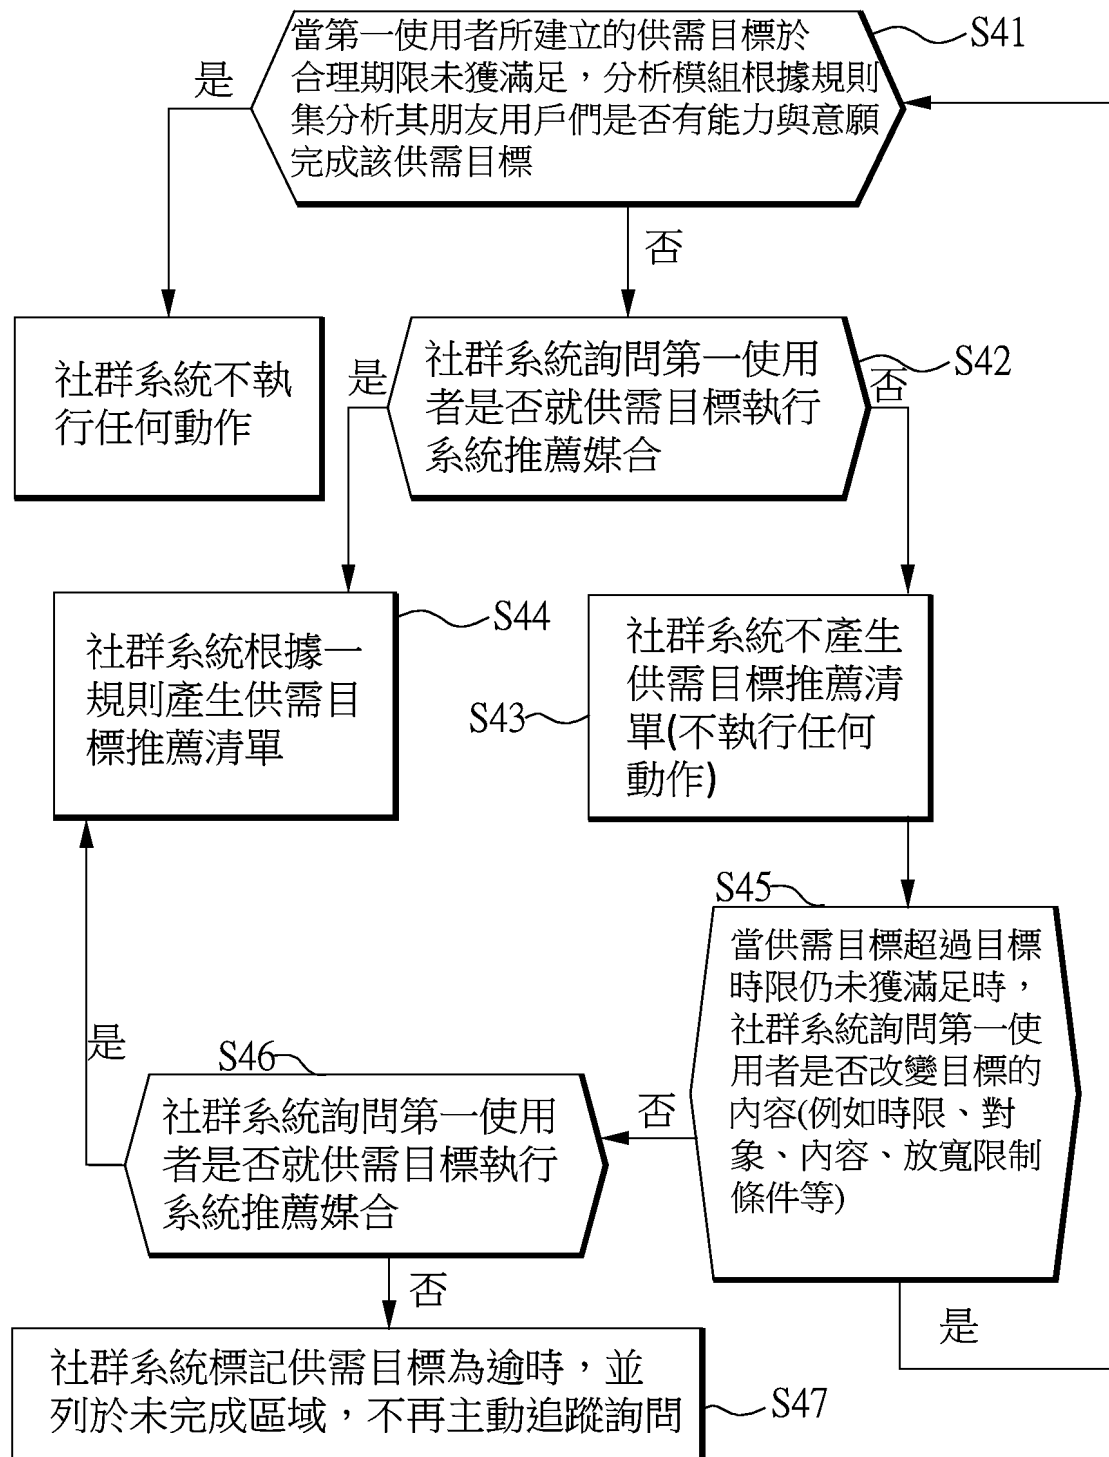 當第一使用者所建立的供需目標於
合理期限未獲滿足，分析模組根據規則
集分析其朋友用戶們是否有能力與意願
完成該供需目標
S41
是
否
社群系統不執
行任何動作
社群系統詢問第一使用
者是否就供需目標執行
系統推薦媒合
S42
是
否
社群系統根據一
規則產生供需目
標推薦清單
S44
社群系統不產生
供需目標推薦清
單(不執行任何
動作)
S43
S45
當供需目標超過目標
時限仍未獲滿足時，
社群系統詢問第一使
用者是否改變目標的
內容(例如時限、對
象、內容、放寬限制
條件等)
是
否
S46
社群系統詢問第一使用
者是否就供需目標執行
系統推薦媒合
是
否
社群系統標記供需目標為逾時，並
列於未完成區域，不再主動追蹤詢問
S47